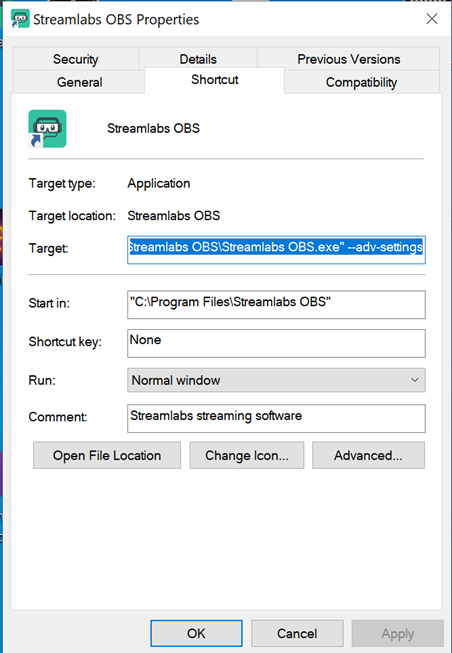 Streamlabs OBS Properties
Security Details Previous Versions
General Shortcut Compatibility
Streamlabs OBS
Target type: Application
Target location: Streamlabs OBS
Target: Streamlabs OBS\Streamlabs OBS.exe" --adv-settings
Start in: "C:\Program Files\Streamlabs OBS"
Shortcut key: None
Run: Normal window
Comment: Streamlabs streaming software
Open File Location Change Icon... Advanced...
OK Cancel Apply